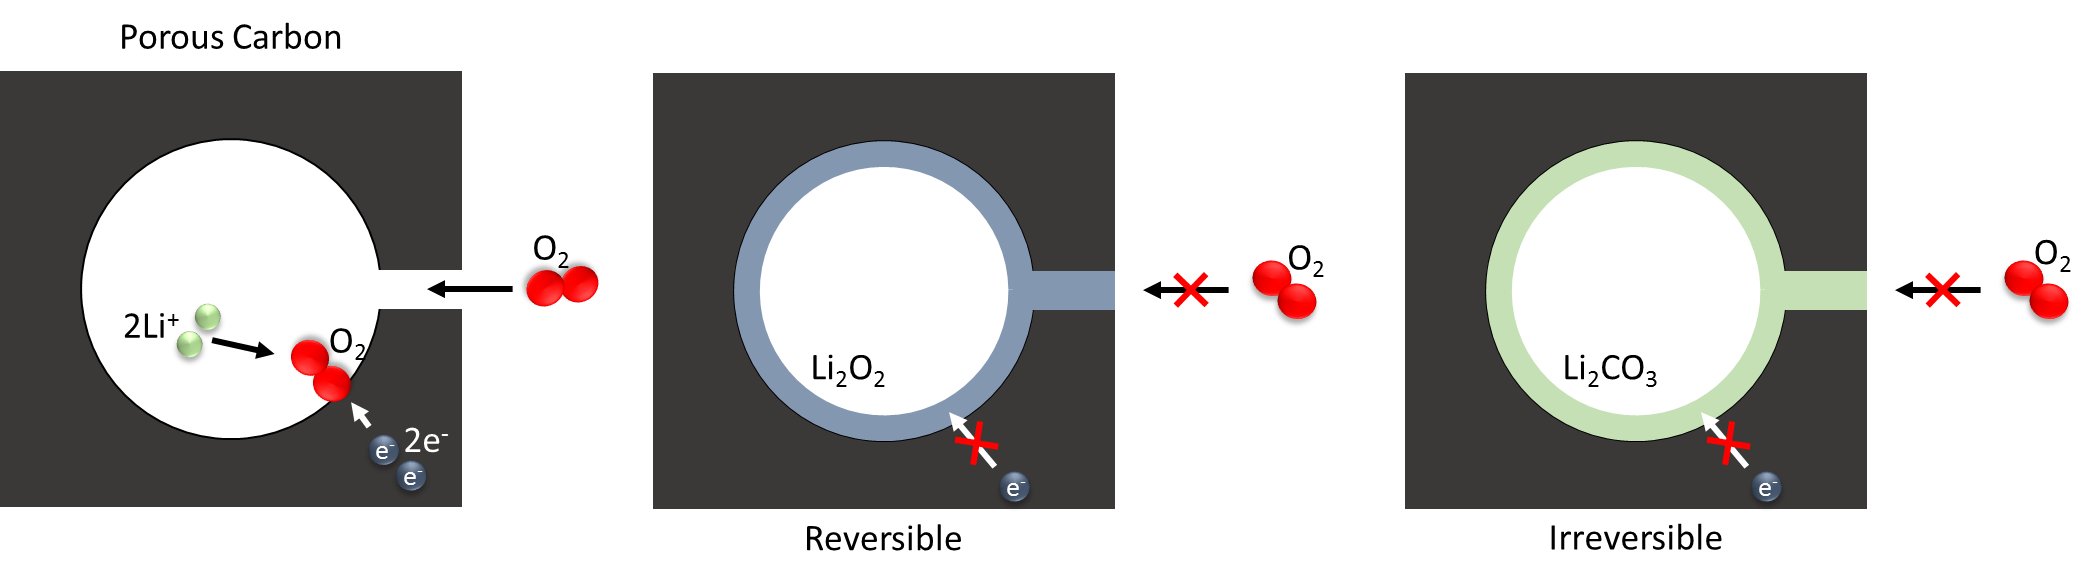 Porous Carbon
O₂
2Li⁺
O₂
2e⁻
e⁻
e⁻
O₂
Li₂O₂
e⁻
Reversible
O₂
Li₂CO₃
e⁻
Irreversible